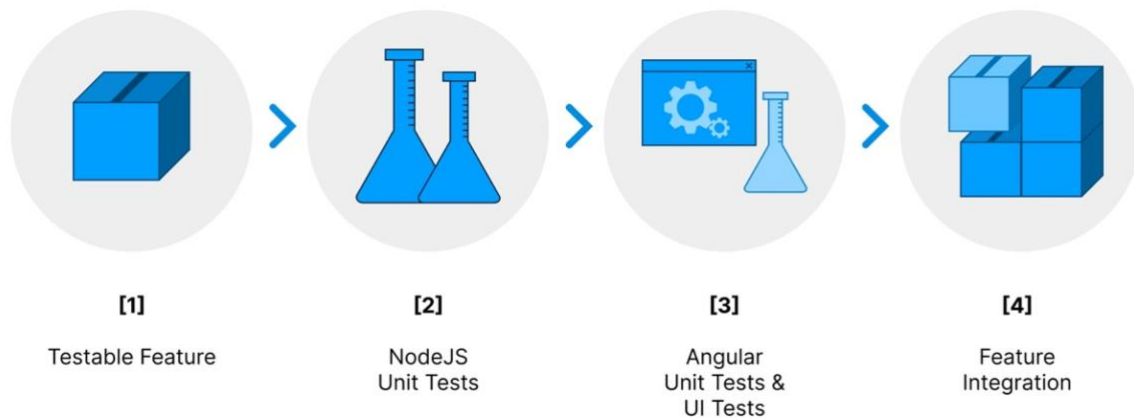 [1]
Testable Feature
[2]
NodeJS
Unit Tests
[3]
Angular
Unit Tests &
UI Tests
[4]
Feature
Integration